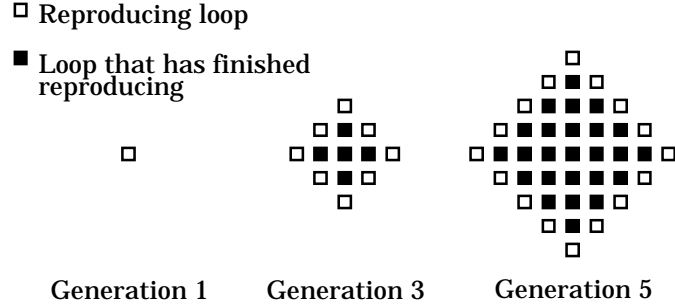 Reproducing loop
Loop that has finished
reproducing
Generation 1
Generation 3
Generation 5